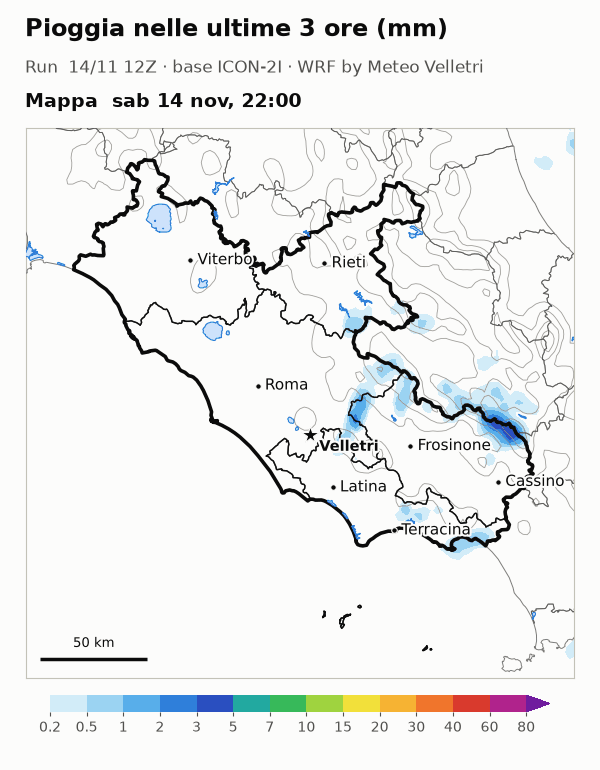 Pioggia nelle ultime 3 ore (mm)
Run  14/11 12Z · base ICON-2I · WRF by Meteo Velletri
Mappa  sab 14 nov, 22:00
Viterbo
Rieti
Roma
Velletri
Frosinone
Cassino
Latina
Terracina
50 km
0.2 0.5 1 2 3 5 7 10 15 20 30 40 60 80